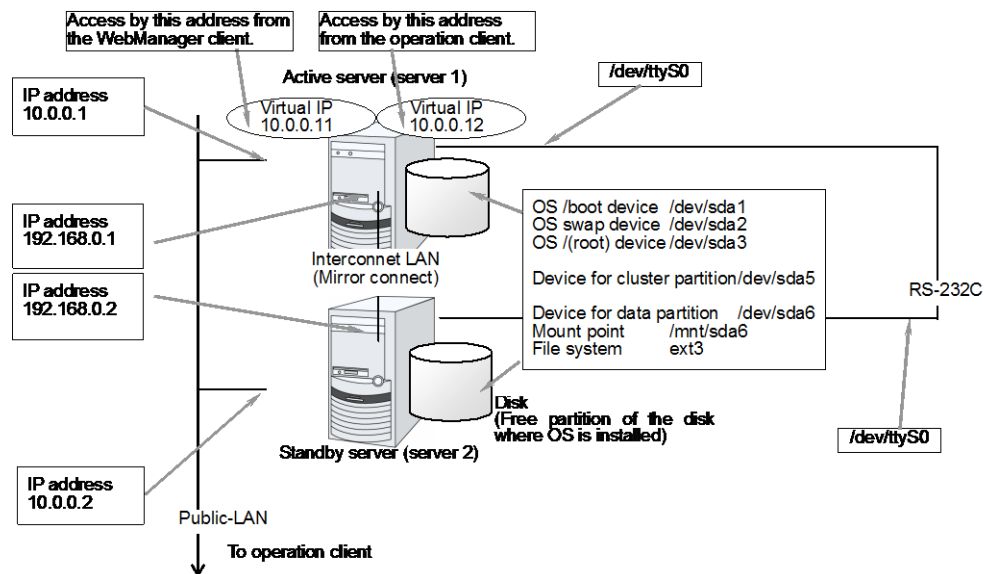 Access by this address from
the WebManager client.
Access by this address
from the operation client.
Active server (server 1)
/dev/ttyS0
IP address
10.0.0.1
Virtual IP
10.0.0.11
Virtual IP
10.0.0.12
IP address
192.168.0.1
OS /boot device /dev/sda1
OS swap device /dev/sda2
OS /(root) device /dev/sda3
Device for cluster partition/dev/sda5
Device for data partition /dev/sda6
Mount point /mnt/sda6
File system ext3
Interconnet LAN
(Mirror connect)
RS-232C
IP address
192.168.0.2
Disk
(Free partition of the disk
where OS is installed)
/dev/ttyS0
Standby server (server 2)
IP address
10.0.0.2
Public-LAN
To operation client